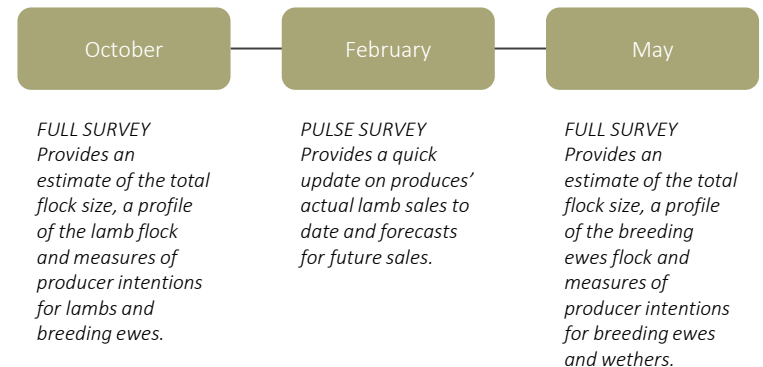 October
February
May
FULL SURVEY
Provides an
estimate of the total
flock size, a profile
of the lamb flock
and measures of
producer intentions
for lambs and
breeding ewes.
PULSE SURVEY
Provides a quick
update on produces’
actual lamb sales to
date and forecasts
for future sales.
FULL SURVEY
Provides an
estimate of the total
flock size, a profile
of the breeding
ewes flock and
measures of
producer intentions
for breeding ewes
and wethers.